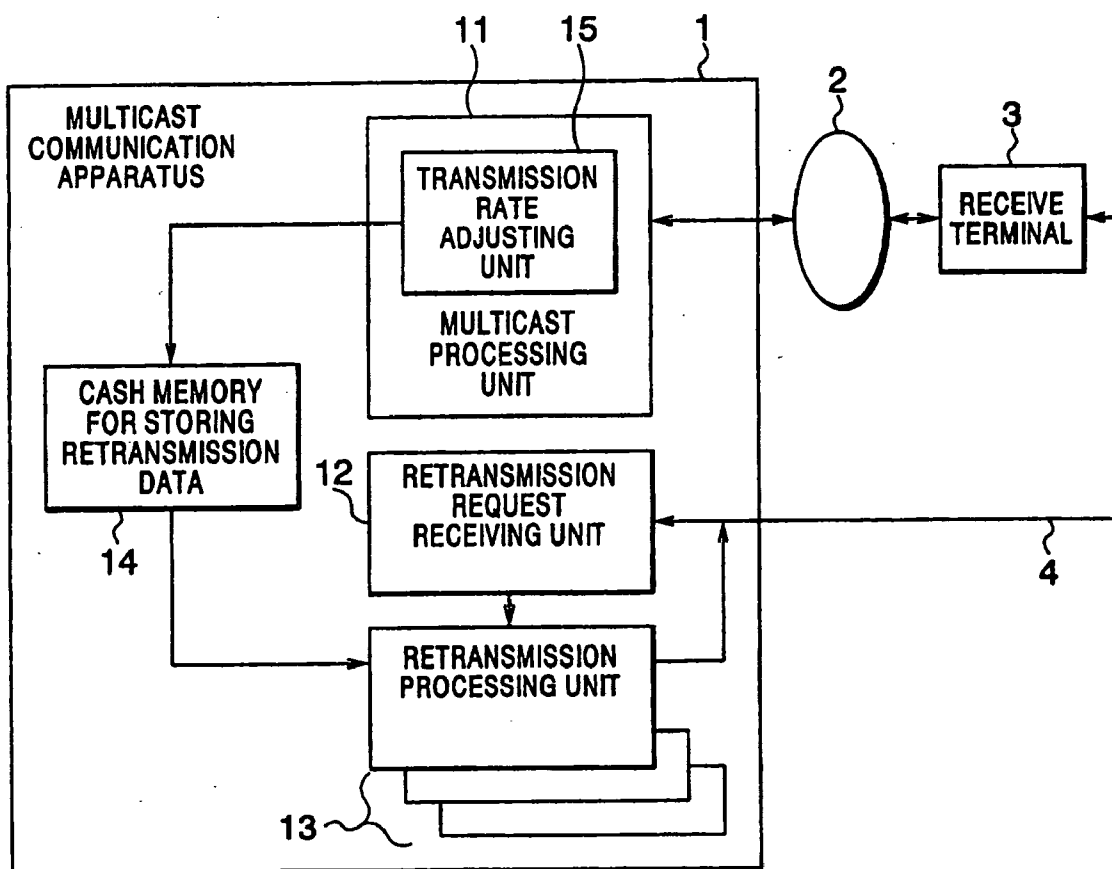 11
15
1
2
3
MULTICAST
COMMUNICATION
APPARATUS
TRANSMISSION
RATE
ADJUSTING
UNIT
MULTICAST
PROCESSING
UNIT
RECEIVE
TERMINAL
CASH MEMORY
FOR STORING
RETRANSMISSION
DATA
14
12
RETRANSMISSION
REQUEST
RECEIVING UNIT
4
RETRANSMISSION
PROCESSING UNIT
13